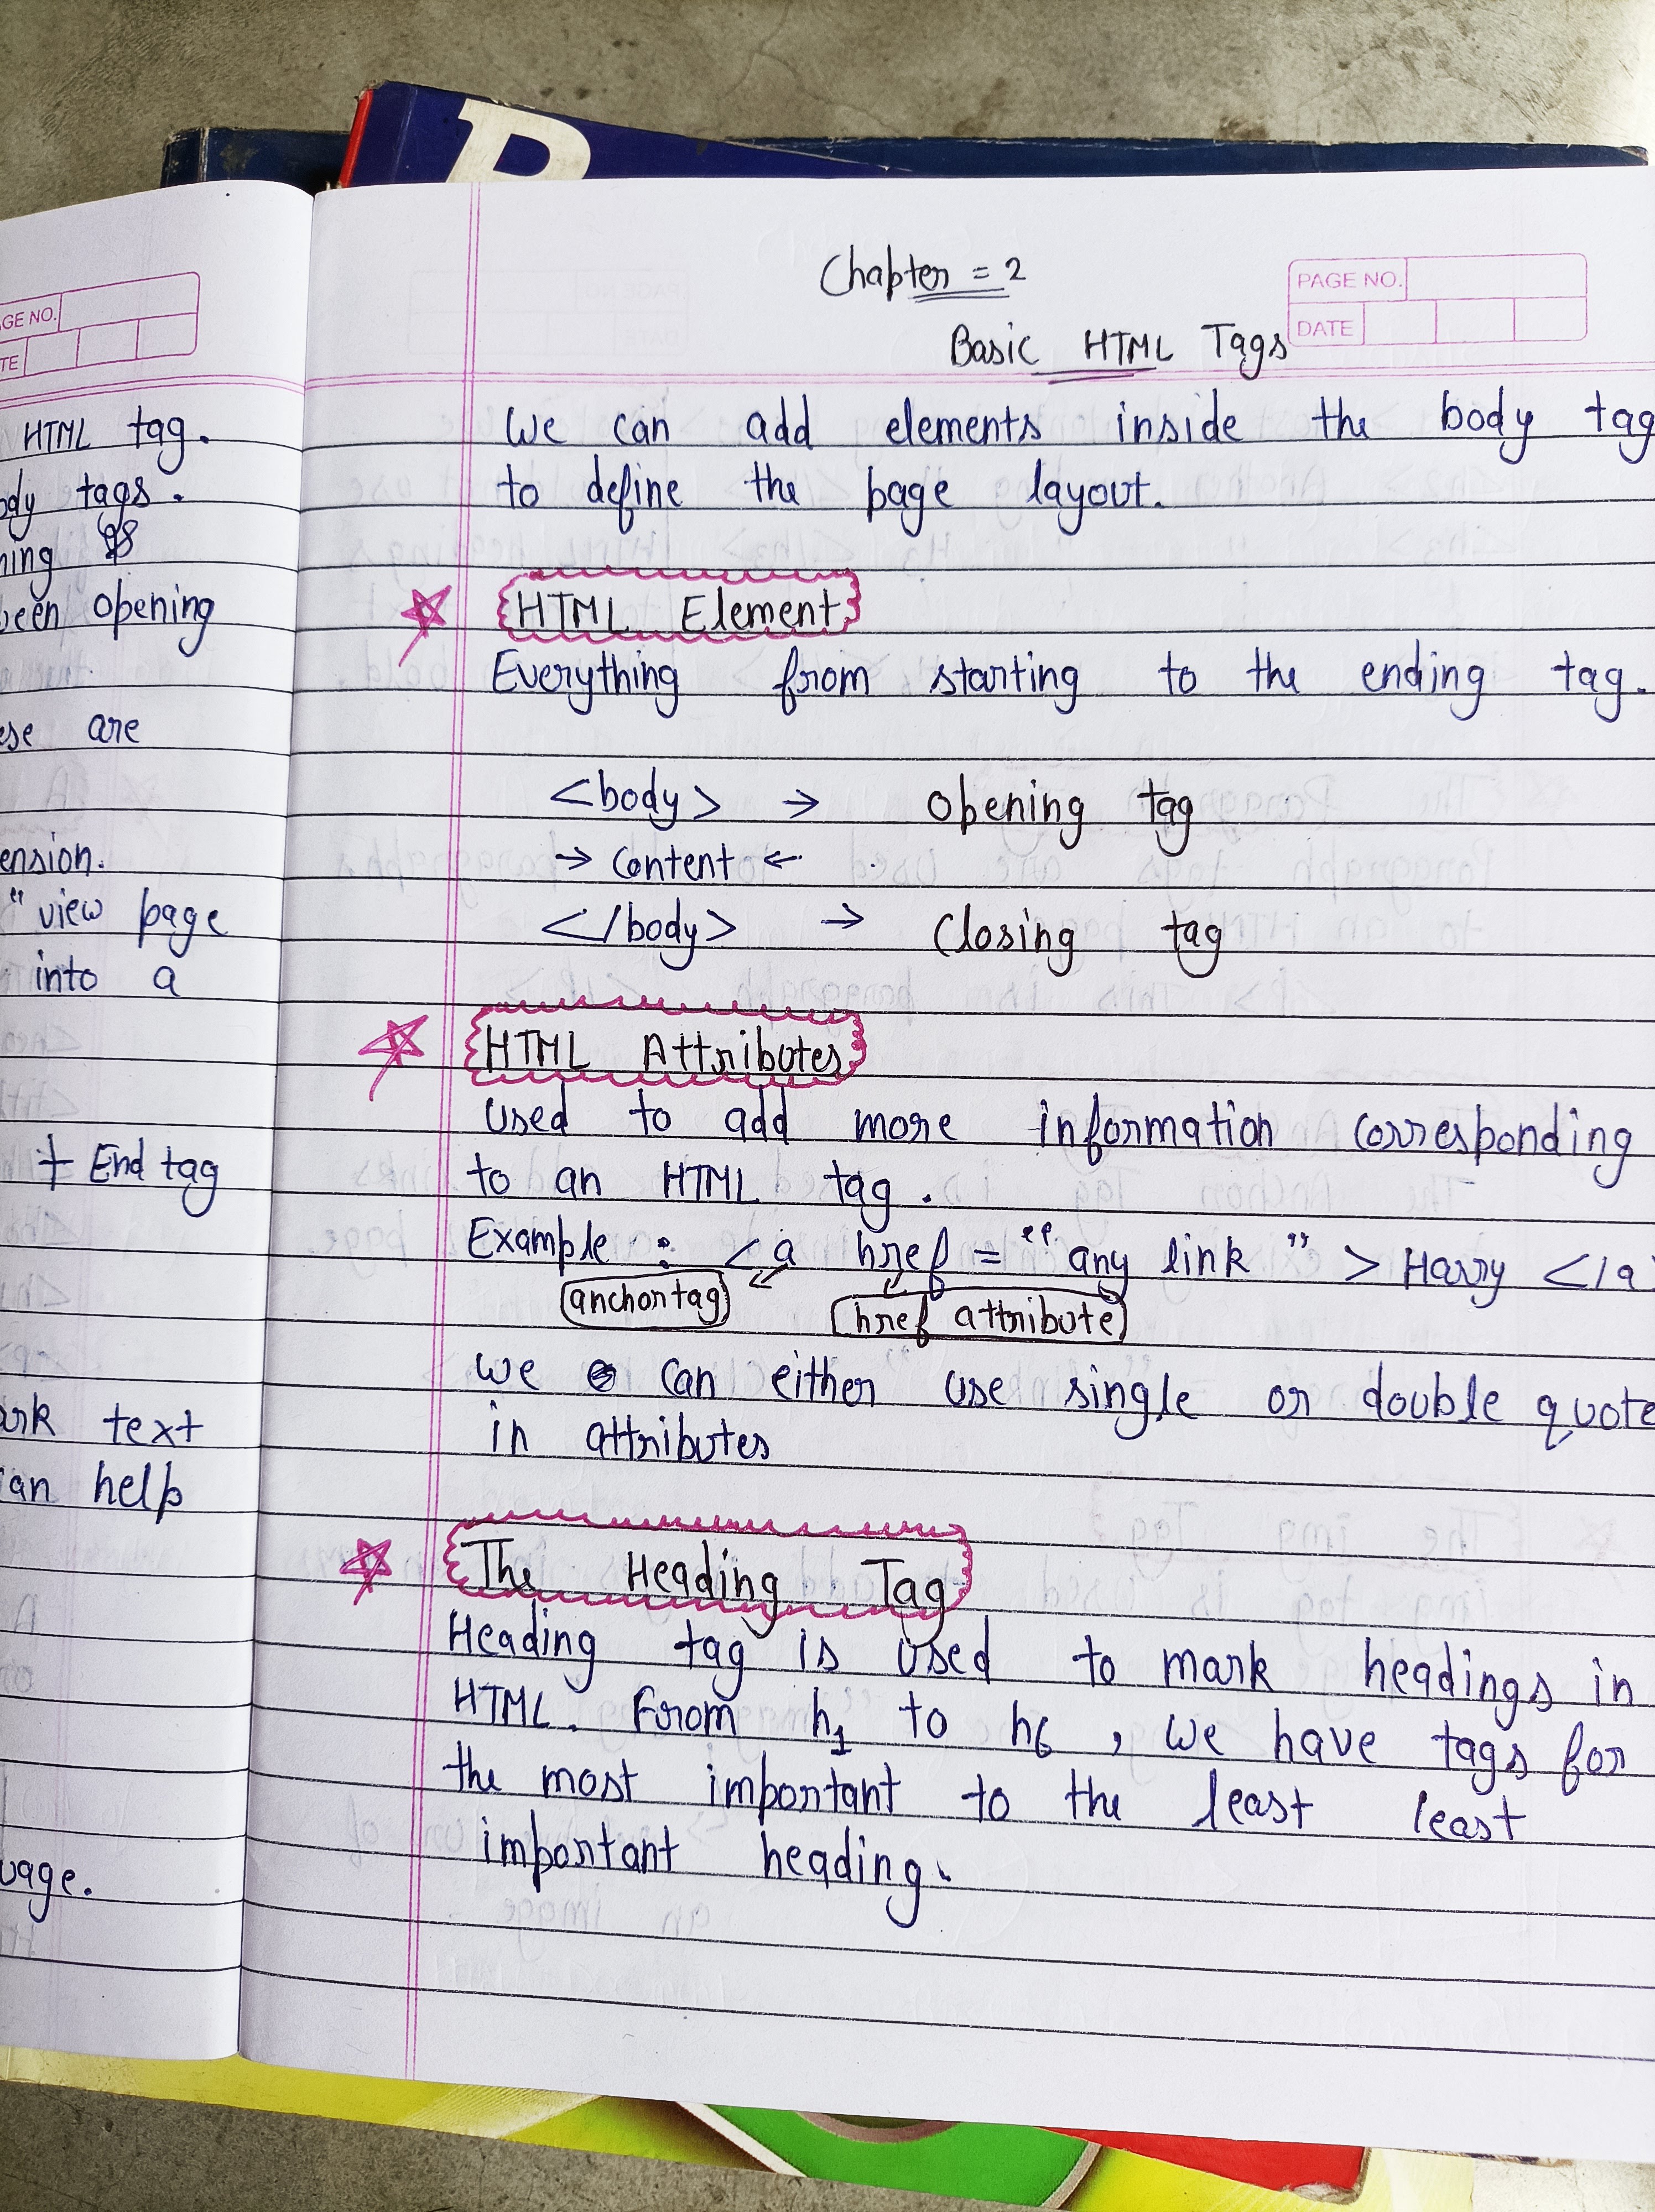 GE NO.
TE
HTML tag.
ody tags.
ning
been opening
ese are
ension.
" view page
into a
+ End tag
ark text
an help
uage.
B
Chapter = 2
PAGE NO.
DATE
Basic HTML Tags
We can add elements inside the body tag
to define the page layout.
HTML Element
Everything from starting to the ending tag.
<body> → opening tag
→ content ←
</body> → Closing tag
HTML Attributes
Used to add more information corresponding
to an HTML tag.
Example : <a href = "any link"> Harry </a
anchor tag
href attribute
we can either use single or double quote
in attributes
The Heading Tag
Heading tag is used to mark headings in
HTML. From h1 to h6, we have tags for
the most important to the least least
important heading.